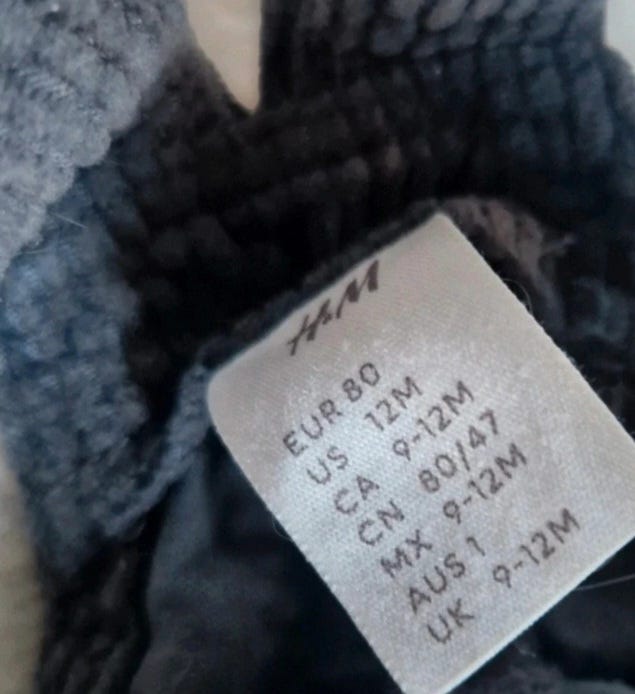 H&M
EUR 80
US 12M
CA 9-12M
CN 80/47
MX 9-12M
AUS 1
UK 9-12M